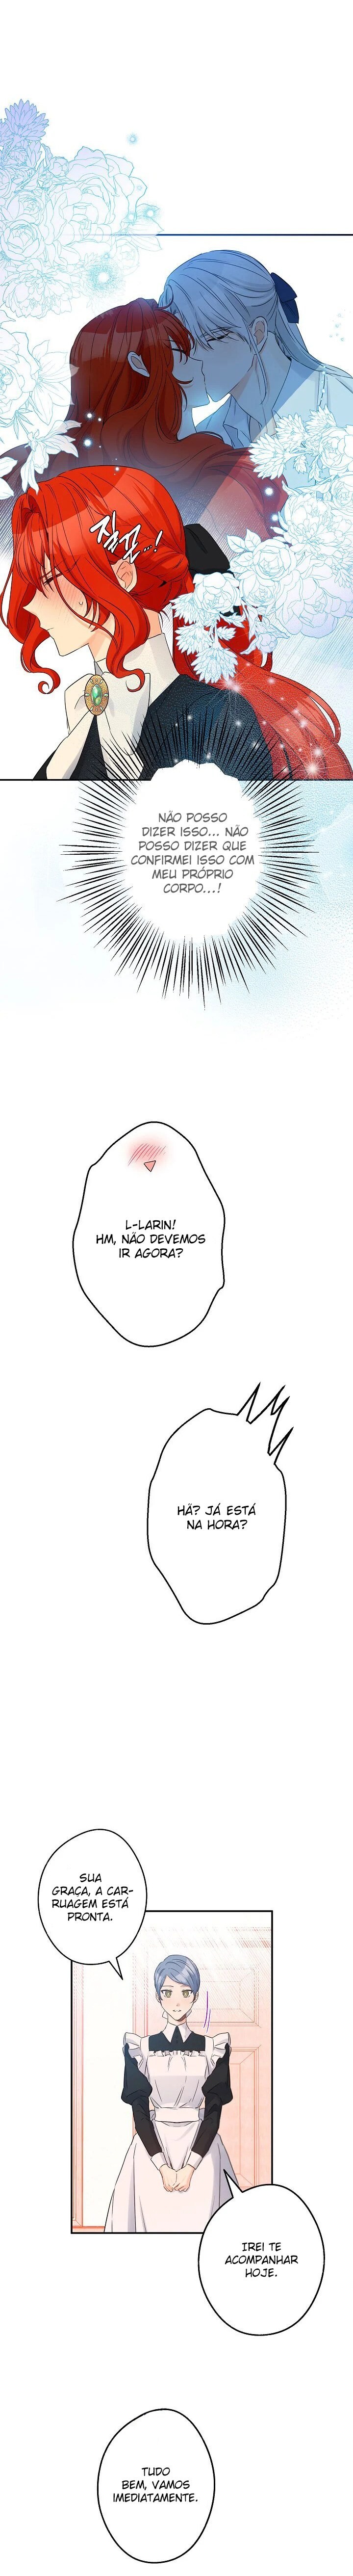 질끈...!
NÃO POSSO
DIZER ISSO... NÃO
POSSO DIZER QUE
CONFIRMEI ISSO COM
MEU PRÓPRIO
CORPO...!
L-LARIN!
HM, NÃO DEVEMOS
IR AGORA?
HÃ? JÁ ESTÁ
NA HORA?
SUA
GRAÇA, A CAR-
RUAGEM ESTÁ
PRONTA.
IREI TE
ACOMPANHAR
HOJE.
TUDO
BEM, VAMOS
IMEDIATAMENTE.